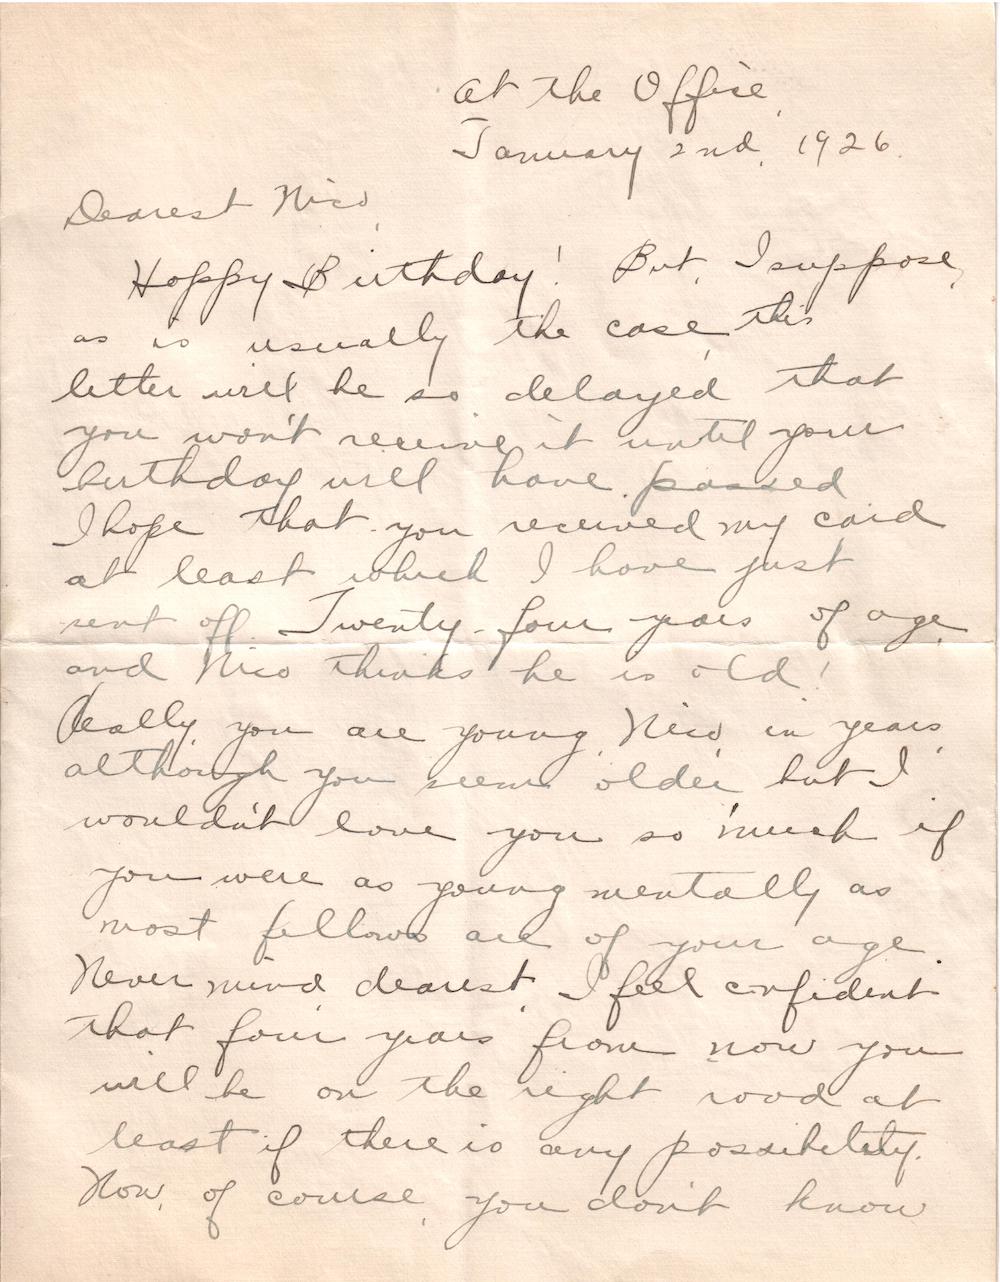 At the Office,
January 2nd, 1926.
Dearest Nico,
Happy Birthday! But, I suppose,
as is usually the case, this
letter will be so delayed that
you won't receive it until your
birthday will have passed
I hope that you received my card
at least which I have just
sent off. Twenty-four years of age,
and Nico thinks he is old!
Really, you are young, Nico, in years,
although you seem older but I
wouldn't love you so much if
you were as young mentally as
most fellows are of your age.
Never mind dearest, I feel confident
that four years from now you
will be on the right road at
least if there is any possibility.
Now, of course, you don't know